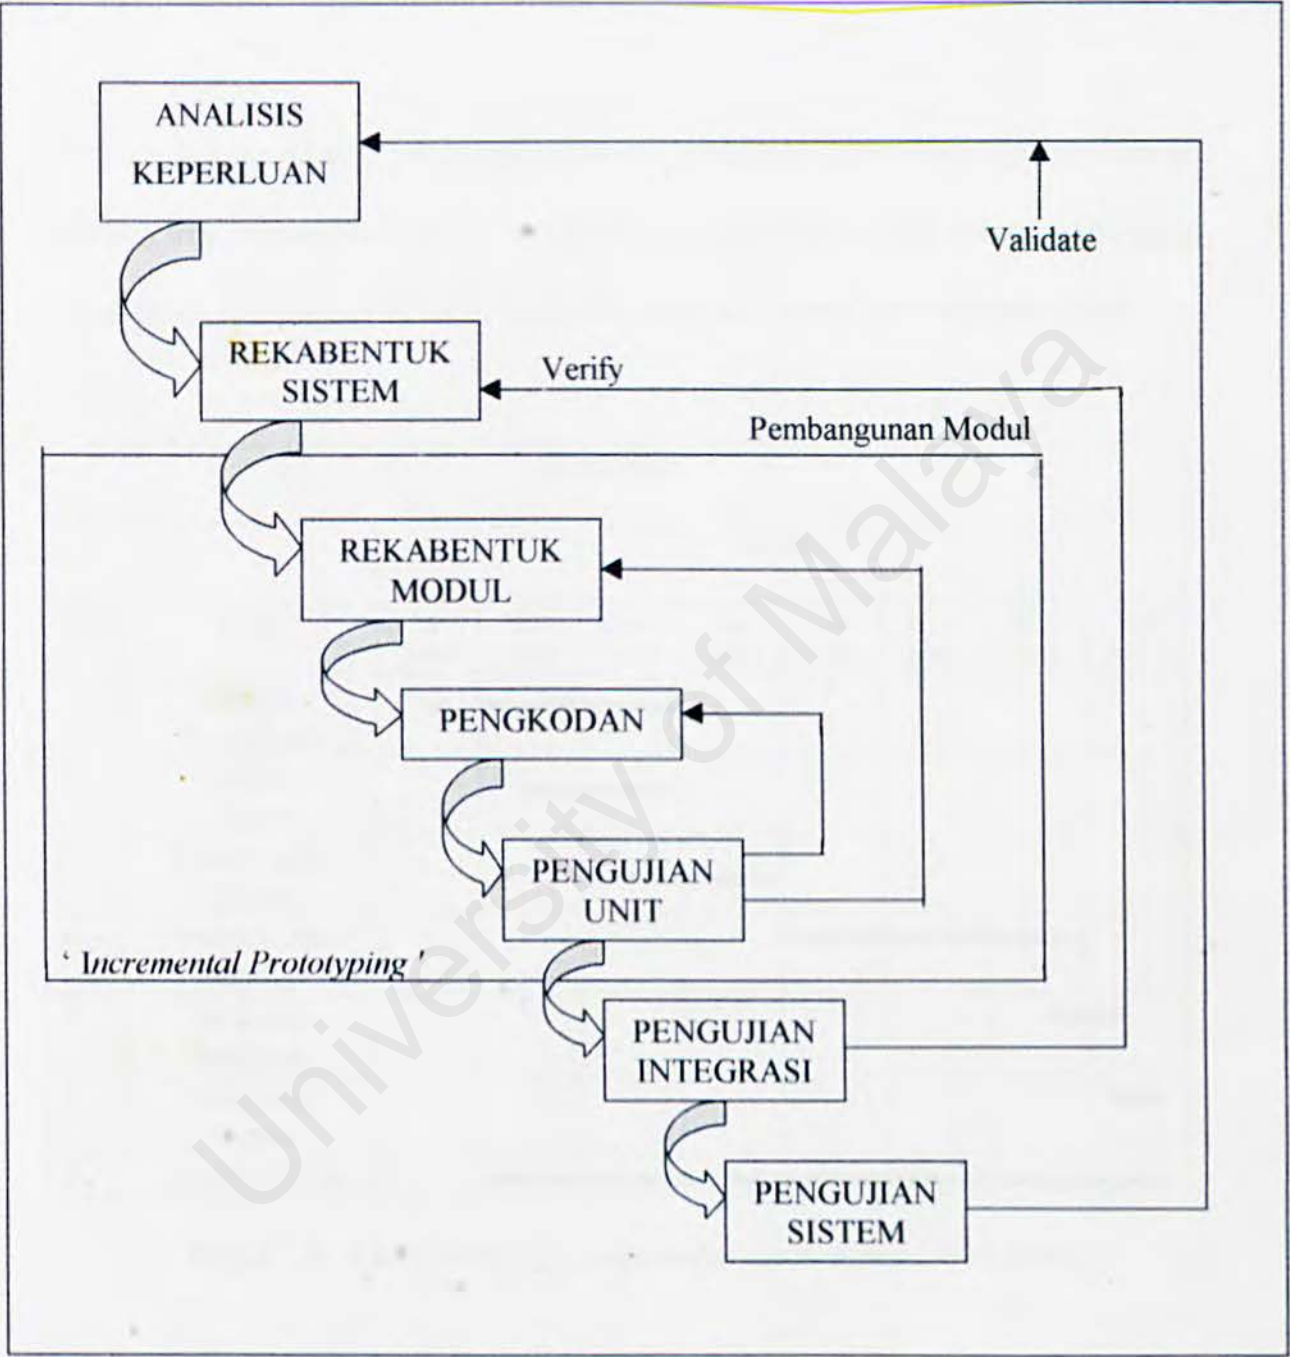 ANALISIS
KEPERLUAN
Validate
REKABENTUK
SISTEM
Verify
Pembangunan Modul
REKABENTUK
MODUL
PENGKODAN
PENGUJIAN
UNIT
‘ Incremental Prototyping ’
PENGUJIAN
INTEGRASI
PENGUJIAN
SISTEM
University of Malaya